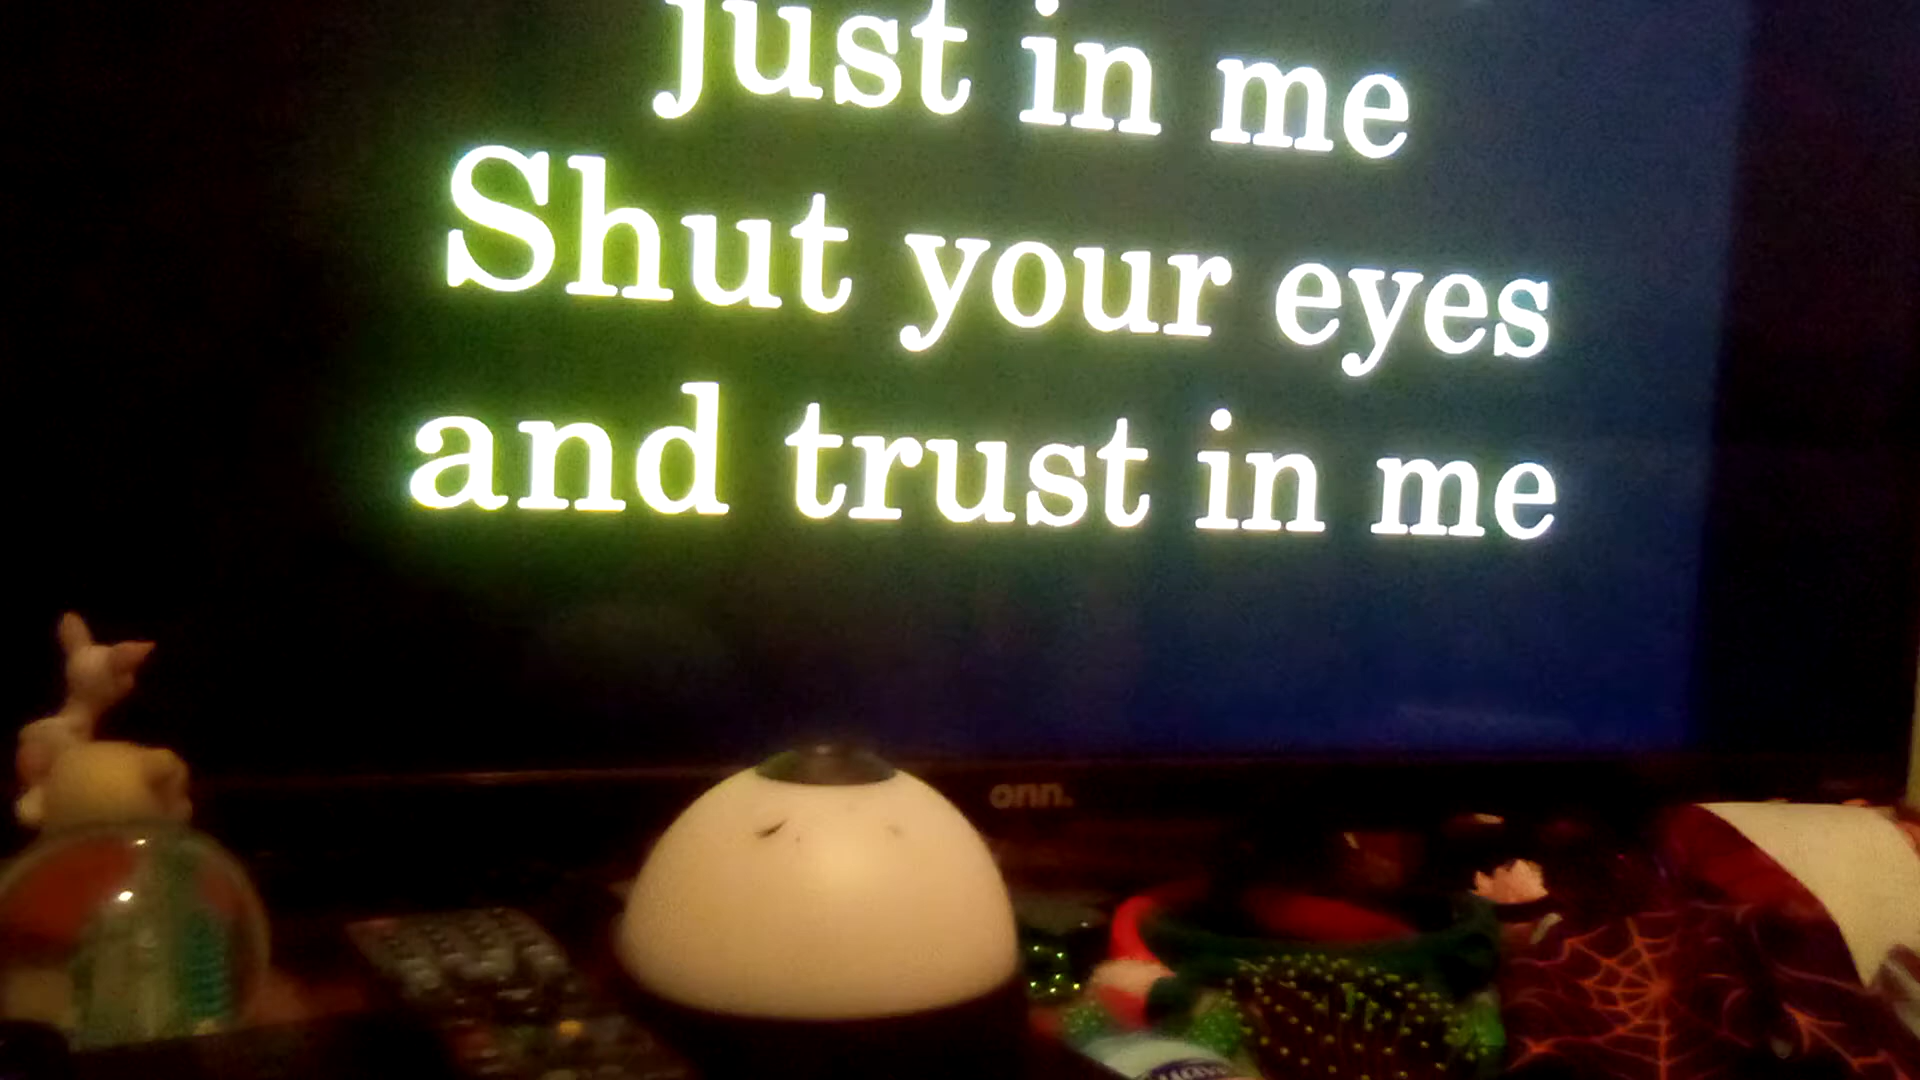 just in me
Shut your eyes
and trust in me
onn.